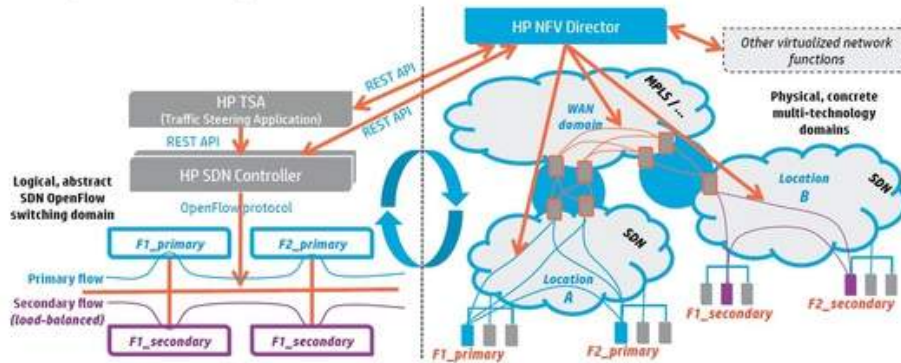 HP NFV Director
Other virtualized network
functions
REST API
REST API
HP TSA
(Traffic Steering Application)
REST API
HP SDN Controller
MPLS / ...
WAN
domain
Physical, concrete
multi-technology
domains
Logical, abstract
SDN OpenFlow
switching domain
OpenFlow protocol
Location
B
SDN
F1_primary
F2_primary
Primary flow
SDN
Location
A
Secondary flow
(load-balanced)
F1_secondary
F1_secondary
F1_primary
F2_primary
F1_secondary
F2_secondary